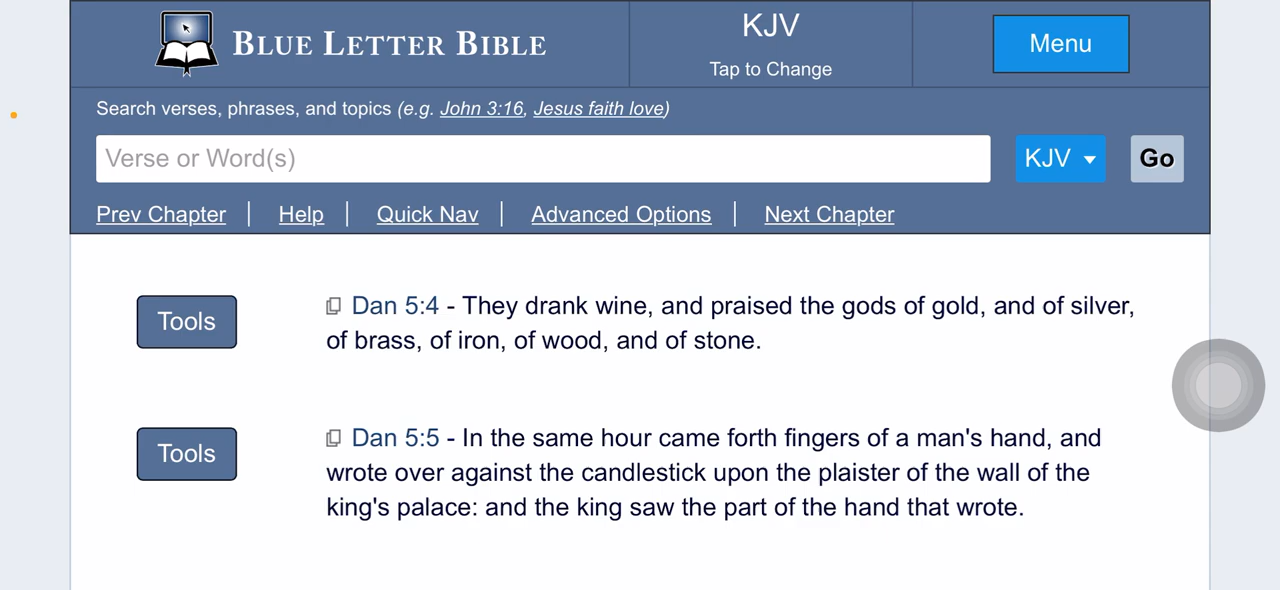 BLUE LETTER BIBLE
KJV
Tap to Change
Menu
Search verses, phrases, and topics (e.g. John 3:16, Jesus faith love)
Verse or Word(s)
KJV
Go
Prev Chapter | Help | Quick Nav | Advanced Options | Next Chapter
Tools
Dan 5:4 - They drank wine, and praised the gods of gold, and of silver,
of brass, of iron, of wood, and of stone.
Tools
Dan 5:5 - In the same hour came forth fingers of a man's hand, and
wrote over against the candlestick upon the plaister of the wall of the
king's palace: and the king saw the part of the hand that wrote.